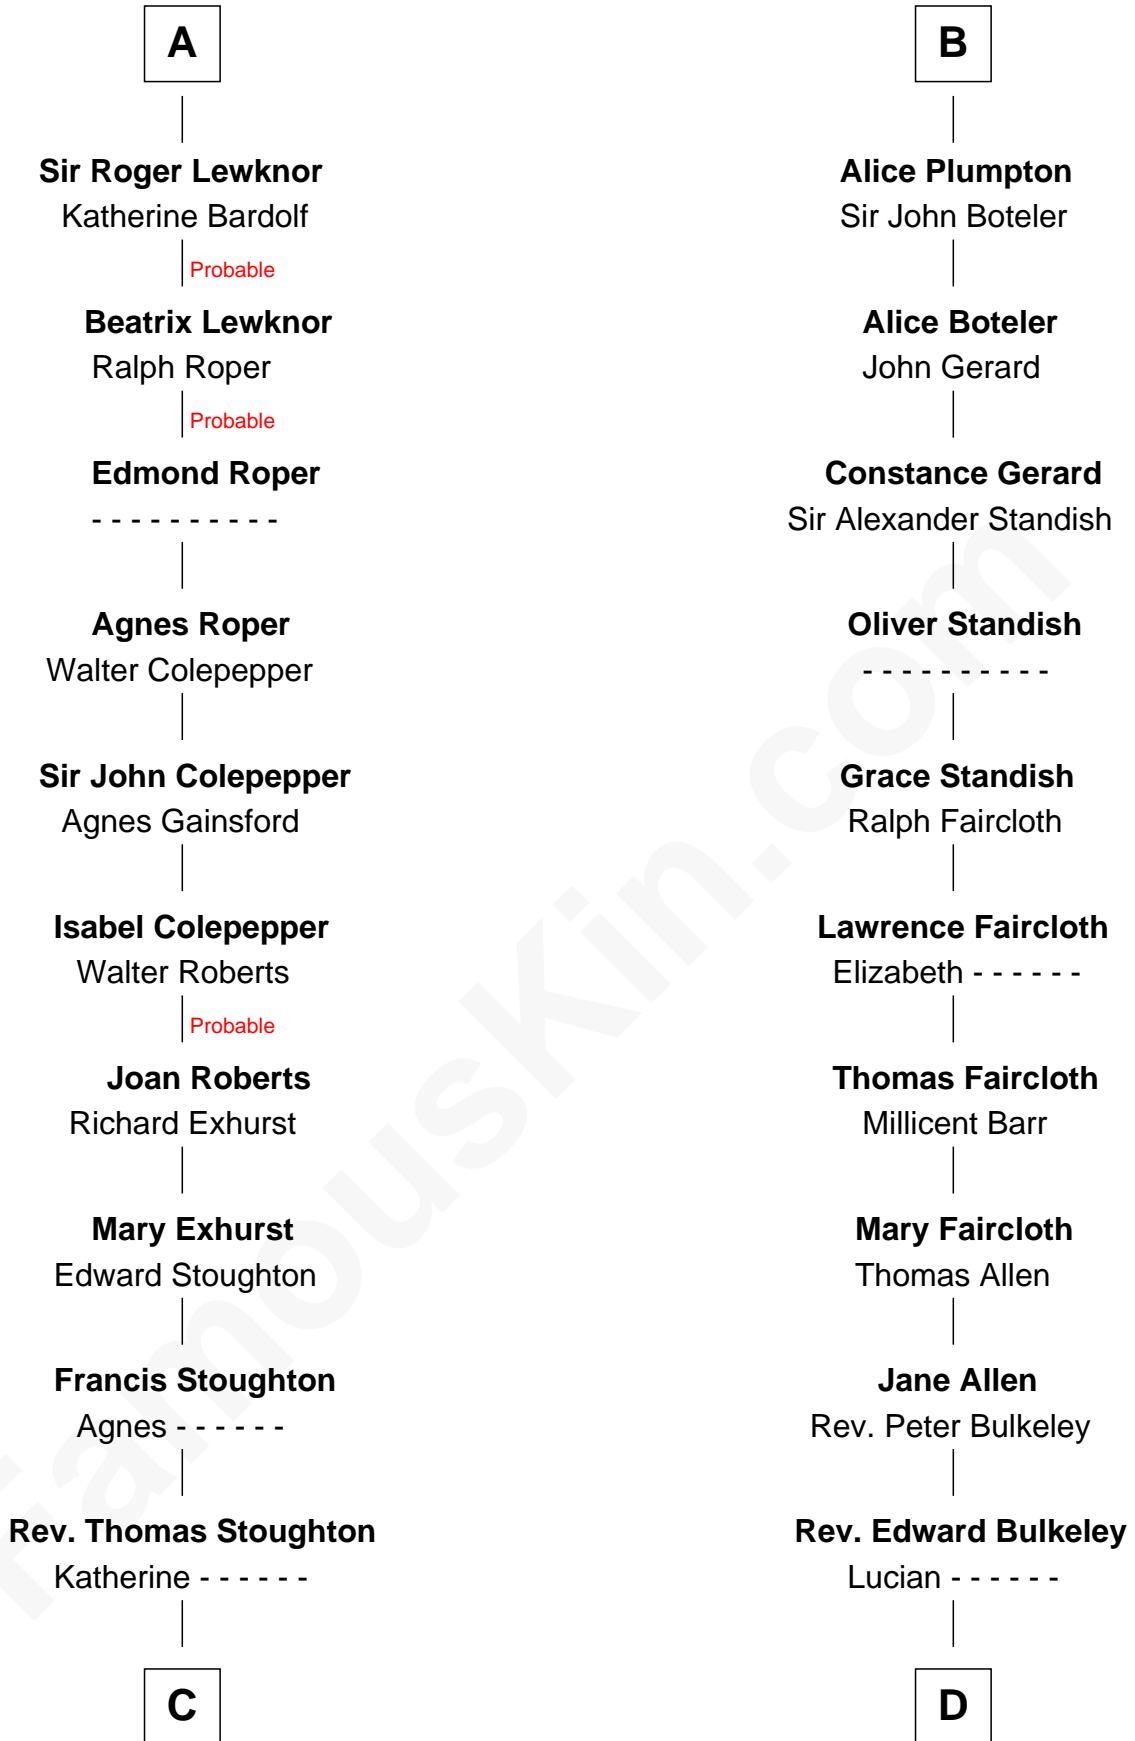 A
Sir Roger Lewknor
Katherine Bardolf
Probable
Beatrix Lewknor
Ralph Roper
Probable
Edmond Roper
- - - - - - - - - -
Agnes Roper
Walter Colepepper
Sir John Colepepper
Agnes Gainsford
Isabel Colepepper
Walter Roberts
Probable
Joan Roberts
Richard Exhurst
Mary Exhurst
Edward Stoughton
Francis Stoughton
Agnes - - - - - -
Rev. Thomas Stoughton
Katherine - - - - - -
C
B
Alice Plumpton
Sir John Boteler
Alice Boteler
John Gerard
Constance Gerard
Sir Alexander Standish
Oliver Standish
- - - - - - - - - -
Grace Standish
Ralph Faircloth
Lawrence Faircloth
Elizabeth - - - - - -
Thomas Faircloth
Millicent Barr
Mary Faircloth
Thomas Allen
Jane Allen
Rev. Peter Bulkeley
Rev. Edward Bulkeley
Lucian - - - - - -
D
FamousKin.com